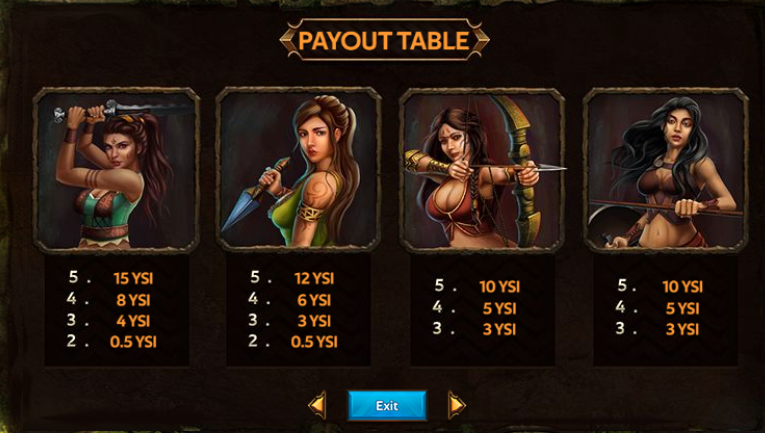 PAYOUT TABLE
5 . 15 YSI
4 . 8 YSI
3 . 4 YSI
2 . 0.5 YSI
5 . 12 YSI
4 . 6 YSI
3 . 3 YSI
2 . 0.5 YSI
5 . 10 YSI
4 . 5 YSI
3 . 3 YSI
5 . 10 YSI
4 . 5 YSI
3 . 3 YSI
Exit